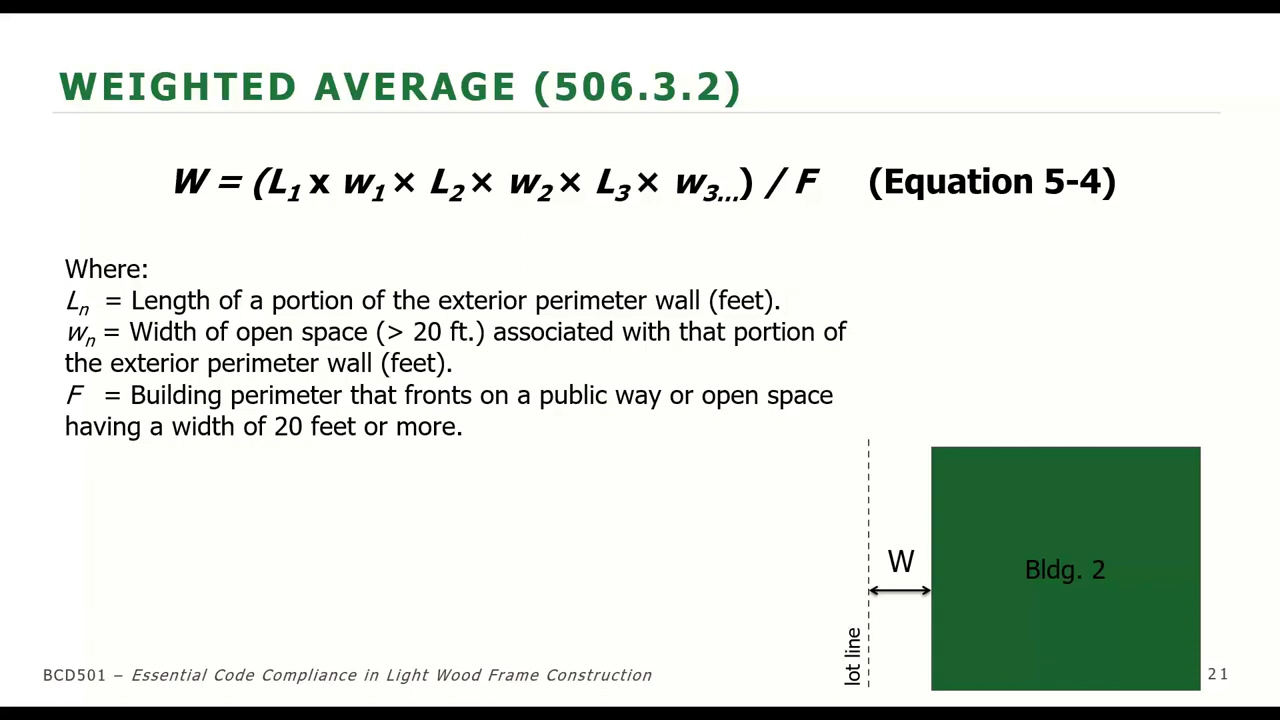 WEIGHTED AVERAGE (506.3.2)
W = (L1 x w1 × L2 × w2 × L3 × w3...) / F (Equation 5-4)
Where:
Ln = Length of a portion of the exterior perimeter wall (feet).
wn = Width of open space (> 20 ft.) associated with that portion of
the exterior perimeter wall (feet).
F = Building perimeter that fronts on a public way or open space
having a width of 20 feet or more.
W
Bldg. 2
lot line
BCD501 – Essential Code Compliance in Light Wood Frame Construction
21